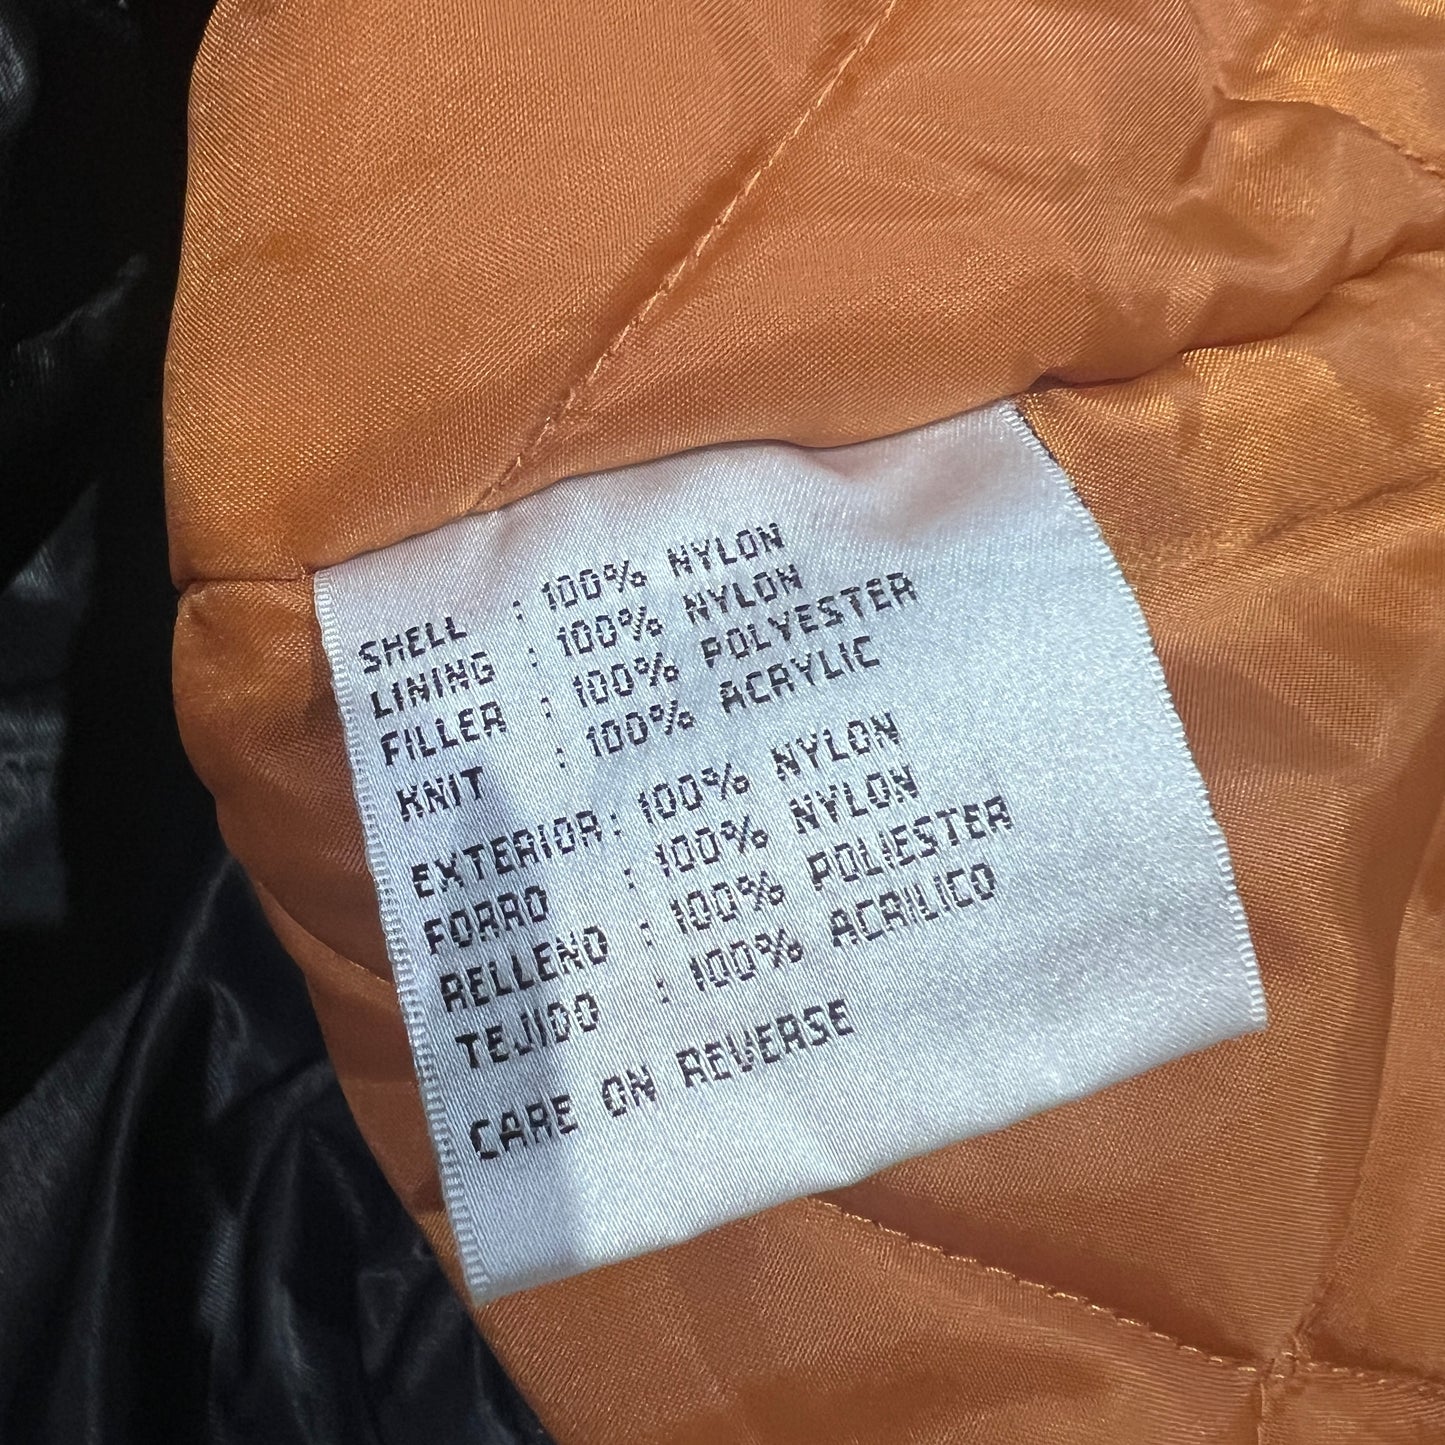 SHELL : 100% NYLON
LINING : 100% NYLON
FILLER : 100% POLYESTER
KNIT : 100% ACRYLIC
EXTERIOR: 100% NYLON
FORRO : 100% NYLON
RELLENO : 100% POLIESTER
TEJIDO : 100% ACRILICO
CARE ON REVERSE